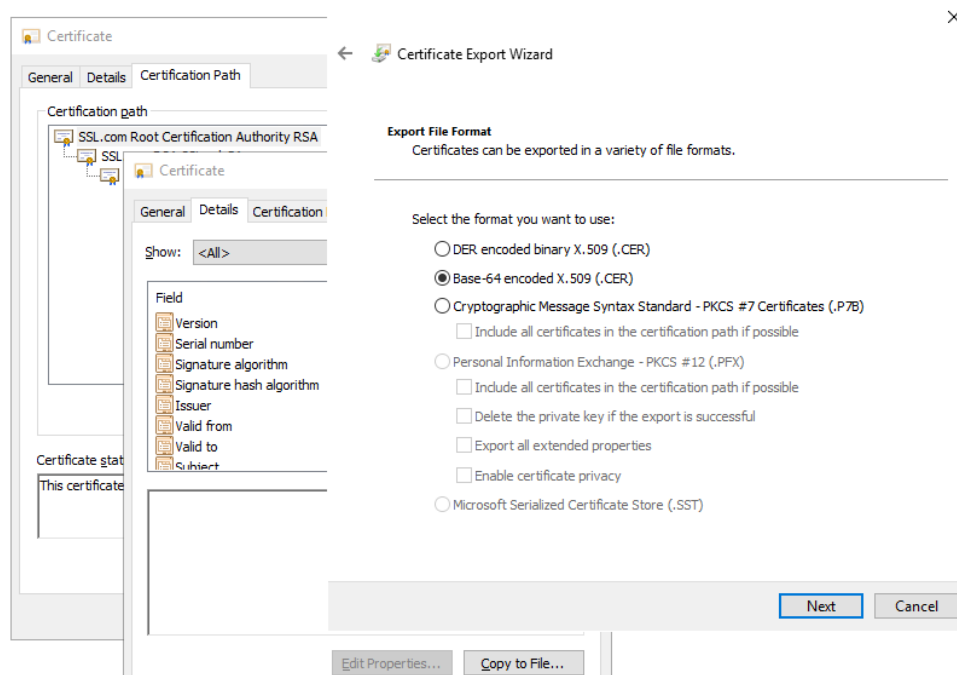 Certificate
General Details Certification Path
Certification path
SSL.com Root Certification Authority RSA
SSL
Certificate stat
This certificate
Certificate
General Details Certification
Show: <All>
Field
Version
Serial number
Signature algorithm
Signature hash algorithm
Issuer
Valid from
Valid to
Subject
Edit Properties... Copy to File...
Certificate Export Wizard
Export File Format
Certificates can be exported in a variety of file formats.
Select the format you want to use:
DER encoded binary X.509 (.CER)
Base-64 encoded X.509 (.CER)
Cryptographic Message Syntax Standard - PKCS #7 Certificates (.P7B)
Include all certificates in the certification path if possible
Personal Information Exchange - PKCS #12 (.PFX)
Include all certificates in the certification path if possible
Delete the private key if the export is successful
Export all extended properties
Enable certificate privacy
Microsoft Serialized Certificate Store (.SST)
Next Cancel